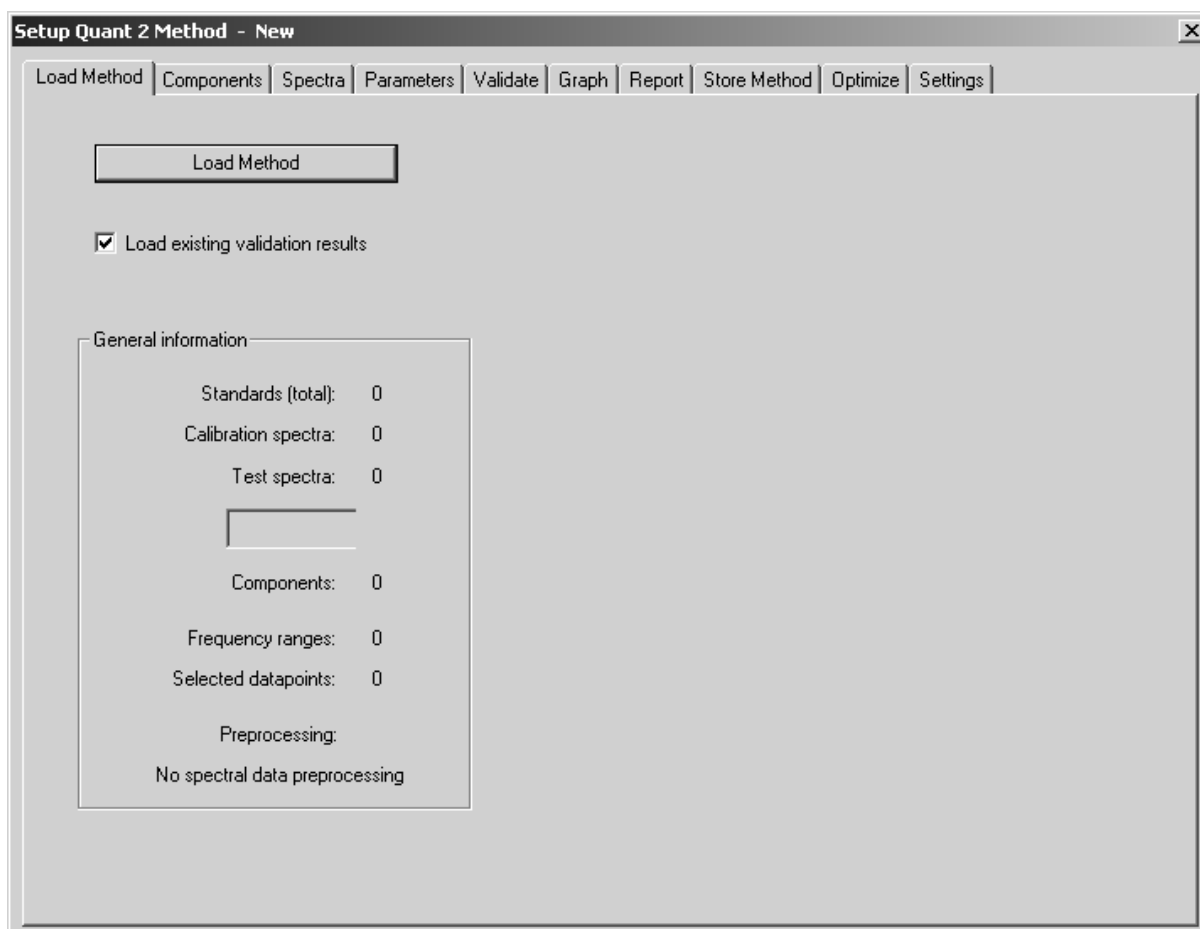 Setup Quant 2 Method - New
Load Method Components Spectra Parameters Validate Graph Report Store Method Optimize Settings
Load Method
Load existing validation results
General information
Standards (total): 0
Calibration spectra: 0
Test spectra: 0
Components: 0
Frequency ranges: 0
Selected datapoints: 0
Preprocessing:
No spectral data preprocessing